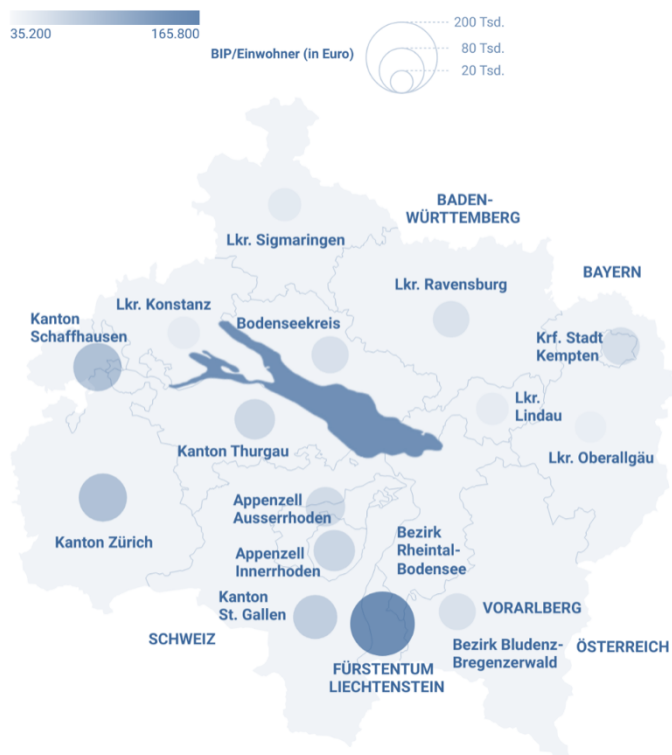 35.200
165.800
BIP/Einwohner (in Euro)
200 Tsd.
80 Tsd.
20 Tsd.
BADEN-
WÜRTTEMBERG
Lkr. Sigmaringen
BAYERN
Lkr. Ravensburg
Lkr. Konstanz
Kanton
Schaffhausen
Bodenseekreis
Krf. Stadt
Kempten
Lkr.
Lindau
Kanton Thurgau
Lkr. Oberallgäu
Appenzell
Ausserrhoden
Kanton Zürich
Bezirk
Rheintal-
Bodensee
Appenzell
Innerrhoden
Kanton
St. Gallen
VORARLBERG
SCHWEIZ
Bezirk Bludenz-
Bregenzerwald
ÖSTERREICH
FÜRSTENTUM
LIECHTENSTEIN